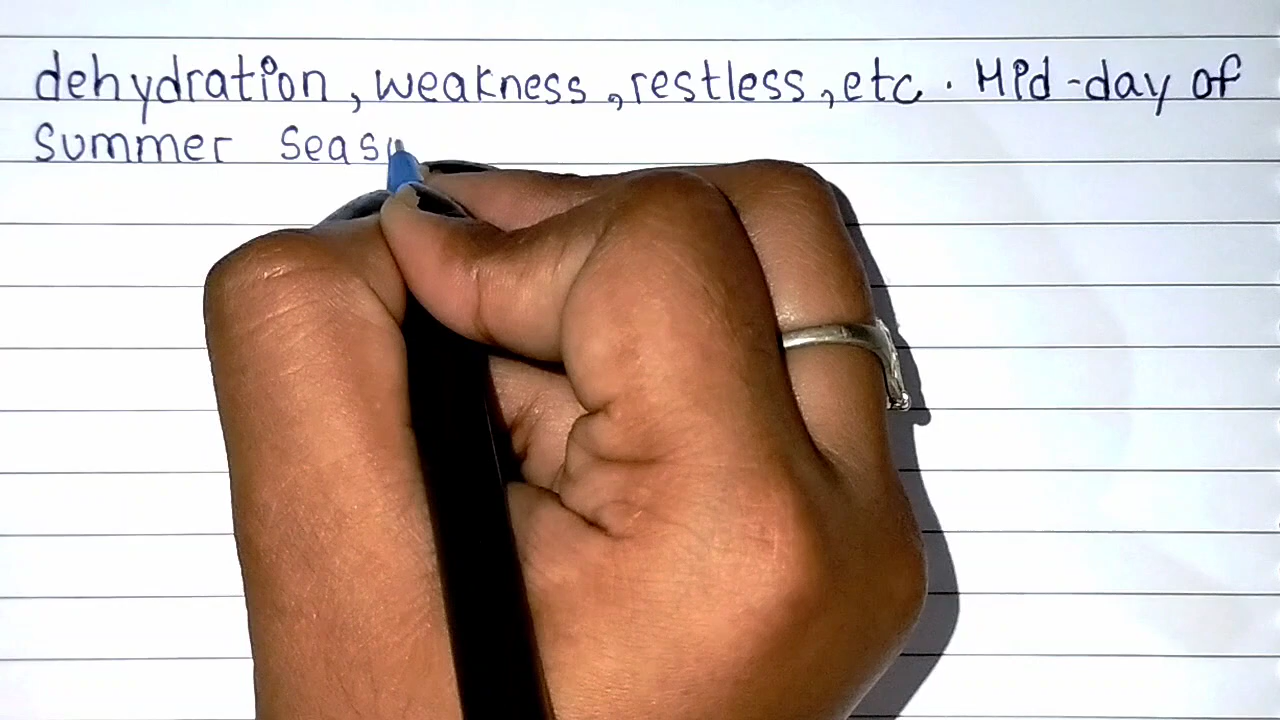 dehydration, weakness, restless, etc. Mid-day of
summer seas